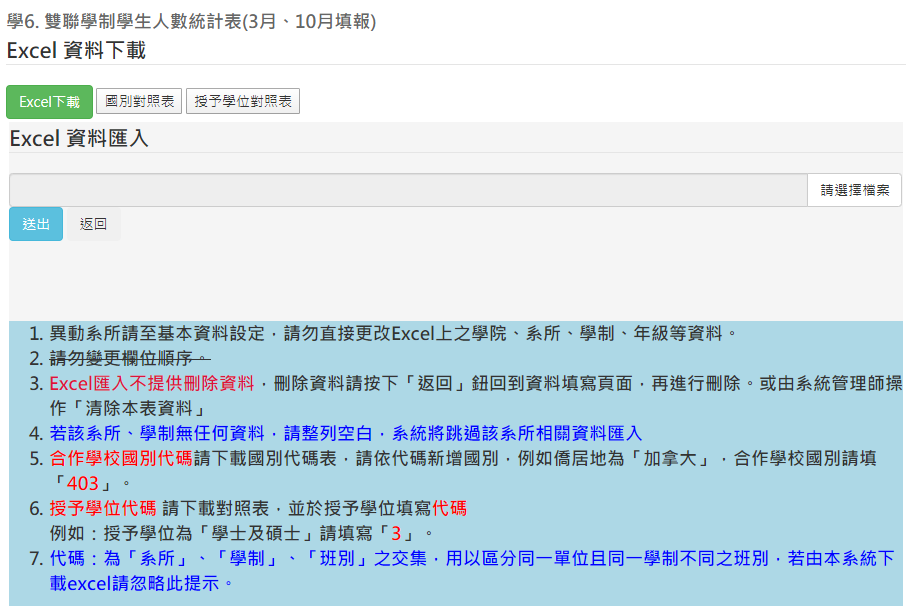 學6. 雙聯學制學生人數統計表(3月、10月填報)
Excel 資料下載
Excel下載 國別對照表 授予學位對照表
Excel 資料匯入
請選擇檔案
送出 返回
1. 異動系所請至基本資料設定，請勿直接更改Excel上之學院、系所、學制、年級等資料。
2. 請勿變更欄位順序。
3. Excel匯入不提供刪除資料，刪除資料請按下「返回」鈕回到資料填寫頁面，再進行刪除。或由系統管理師操
作「清除本表資料」
4. 若該系所、學制無任何資料，請整列空白，系統將跳過該系所相關資料匯入
5. 合作學校國別代碼請下載國別代碼表，請依代碼新增國別，例如僑居地為「加拿大」，合作學校國別請填
「403」。
6. 授予學位代碼 請下載對照表，並於授予學位填寫代碼
例如：授予學位為「學士及碩士」請填寫「3」。
7. 代碼：為「系所」、「學制」、「班別」之交集，用以區分同一單位且同一學制不同之班別，若由本系統下
載excel請忽略此提示。